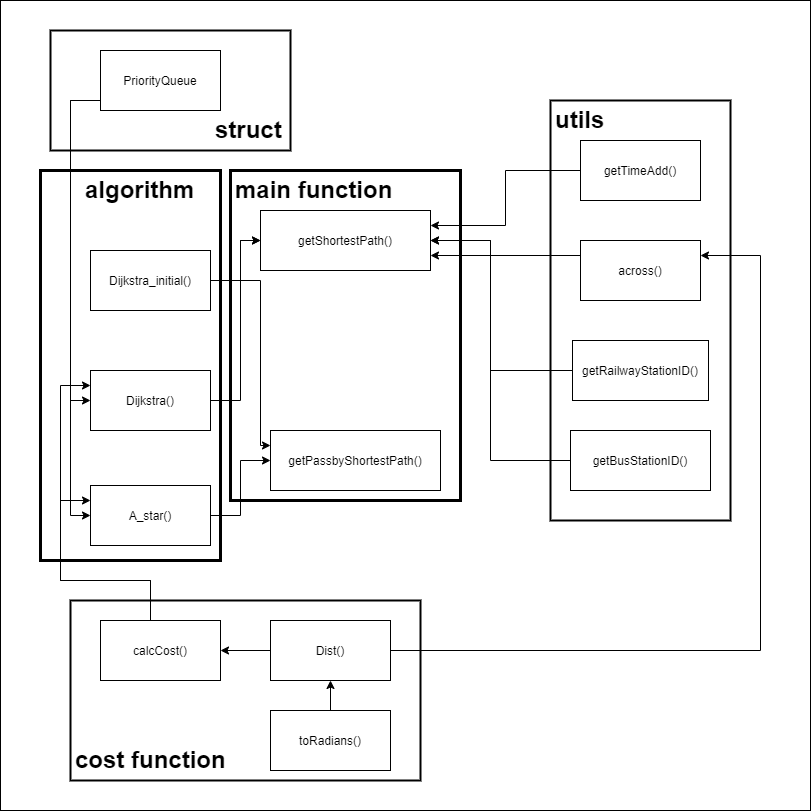 PriorityQueue
struct
algorithm
Dijkstra_initial()
Dijkstra()
A_star()
main function
getShortestPath()
getPassbyShortestPath()
utils
getTimeAdd()
across()
getRailwayStationID()
getBusStationID()
calcCost()
Dist()
toRadians()
cost function